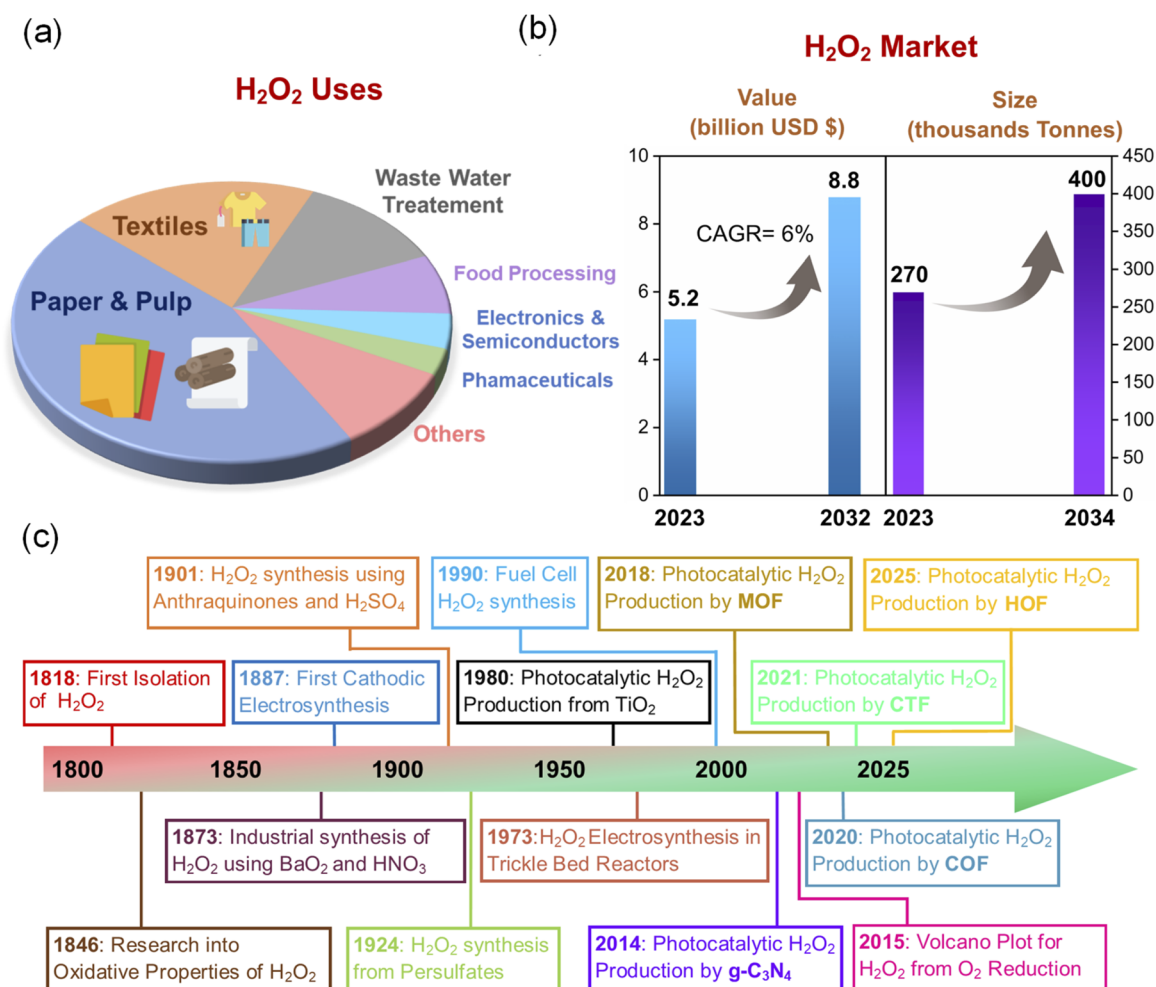 (a)
H₂O₂ Uses
Textiles
Waste Water
Treatement
Food Processing
Paper & Pulp
Electronics &
Semiconductors
Phamaceuticals
Others
(b)
H₂O₂ Market
Value
(billion USD $)
Size
(thousands Tonnes)
10
8
6
4
2
0
5.2
CAGR= 6%
8.8
270
400
450
400
350
300
250
200
150
100
50
0
2023
2032
2023
2034
(c)
1901: H₂O₂ synthesis using
Anthraquinones and H₂SO₄
1990: Fuel Cell
H₂O₂ synthesis
2018: Photocatalytic H₂O₂
Production by MOF
2025: Photocatalytic H₂O₂
Production by HOF
1818: First Isolation
of H₂O₂
1887: First Cathodic
Electrosynthesis
1980: Photocatalytic H₂O₂
Production from TiO₂
2021: Photocatalytic H₂O₂
Production by CTF
1800 1850 1900 1950 2000 2025
1873: Industrial synthesis of
H₂O₂ using BaO₂ and HNO₃
1973:H₂O₂ Electrosynthesis in
Trickle Bed Reactors
2020: Photocatalytic H₂O₂
Production by COF
1846: Research into
Oxidative Properties of H₂O₂
1924: H₂O₂ synthesis
from Persulfates
2014: Photocatalytic H₂O₂
Production by g-C₃N₄
2015: Volcano Plot for
H₂O₂ from O₂ Reduction